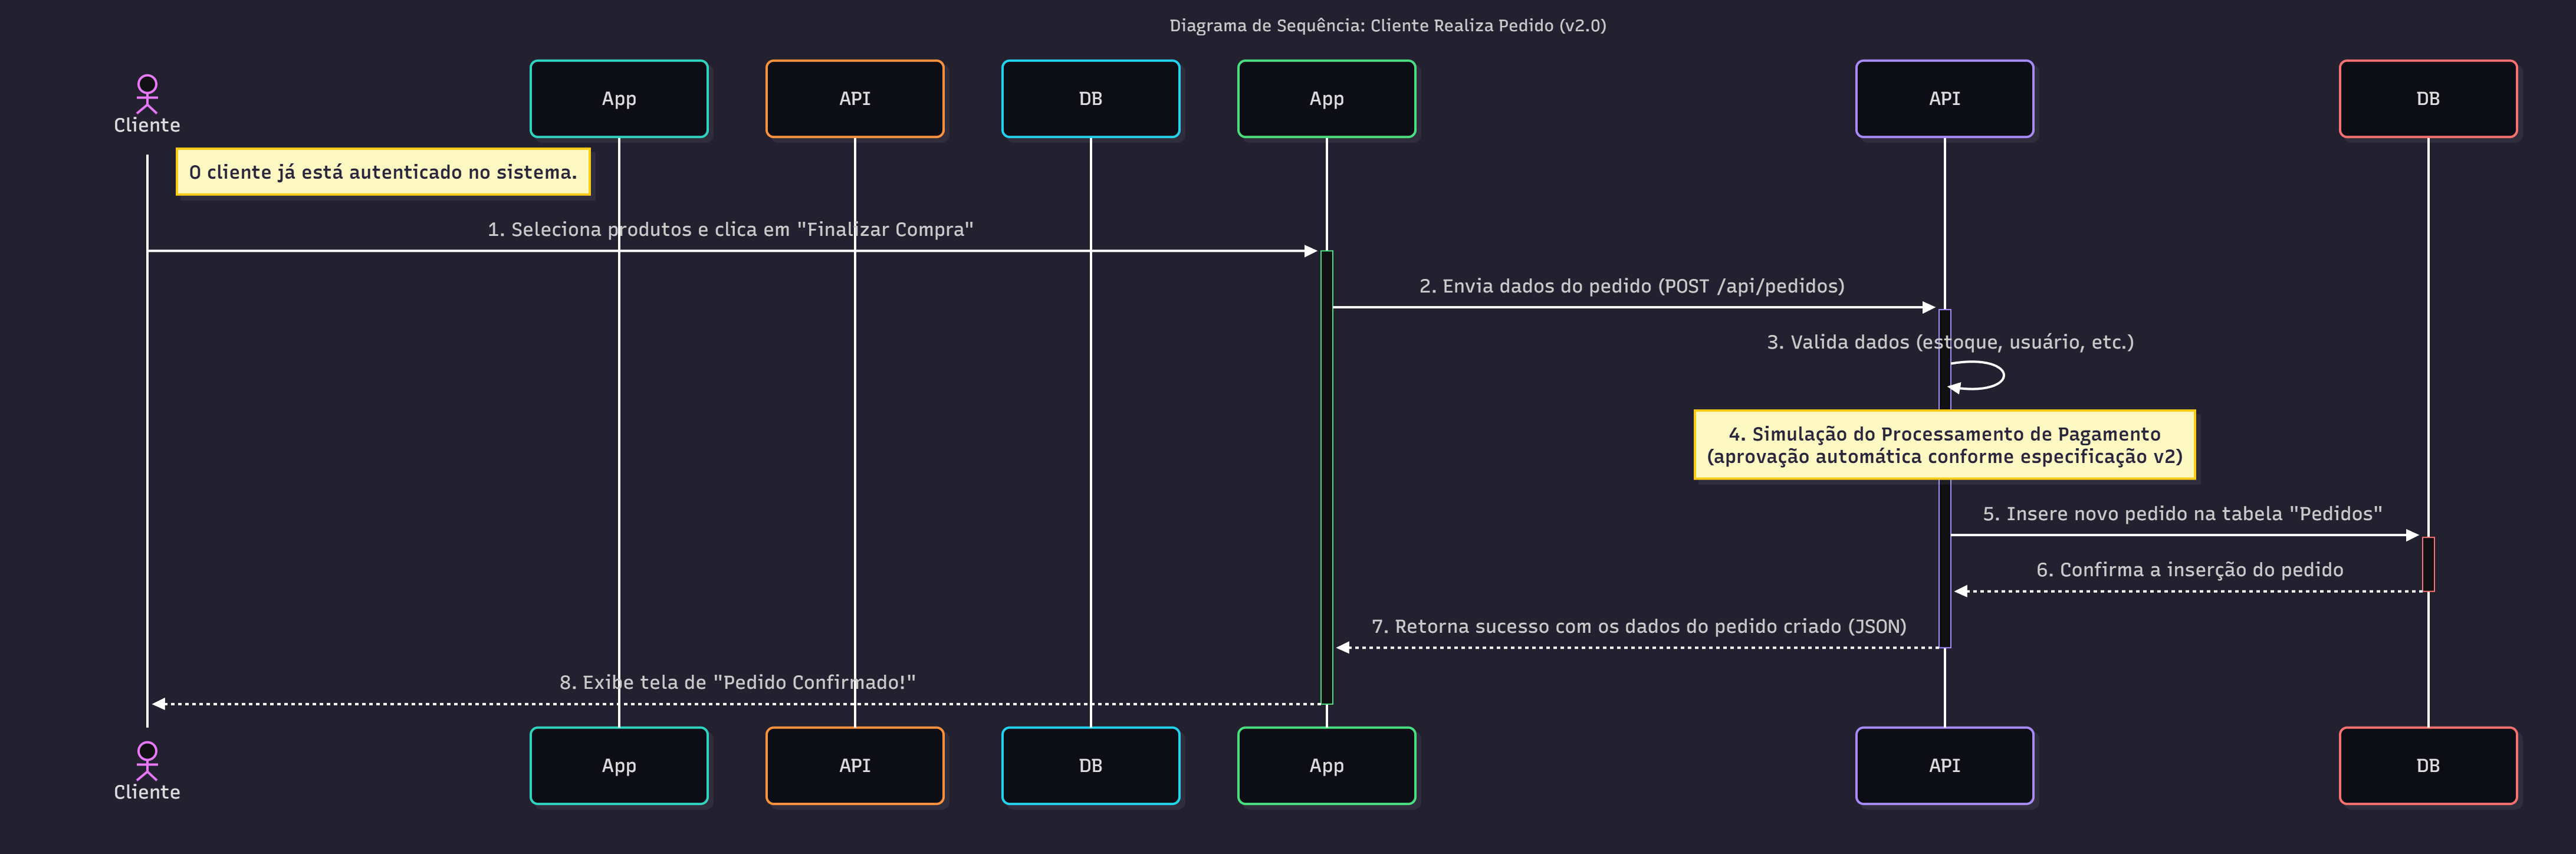 Diagrama de Sequência: Cliente Realiza Pedido (v2.0)
Cliente
App
API
DB
App
API
DB
O cliente já está autenticado no sistema.
1. Seleciona produtos e clica em "Finalizar Compra"
2. Envia dados do pedido (POST /api/pedidos)
3. Valida dados (estoque, usuário, etc.)
4. Simulação do Processamento de Pagamento
(aprovação automática conforme especificação v2)
5. Insere novo pedido na tabela "Pedidos"
6. Confirma a inserção do pedido
7. Retorna sucesso com os dados do pedido criado (JSON)
8. Exibe tela de "Pedido Confirmado!"
Cliente
App
API
DB
App
API
DB